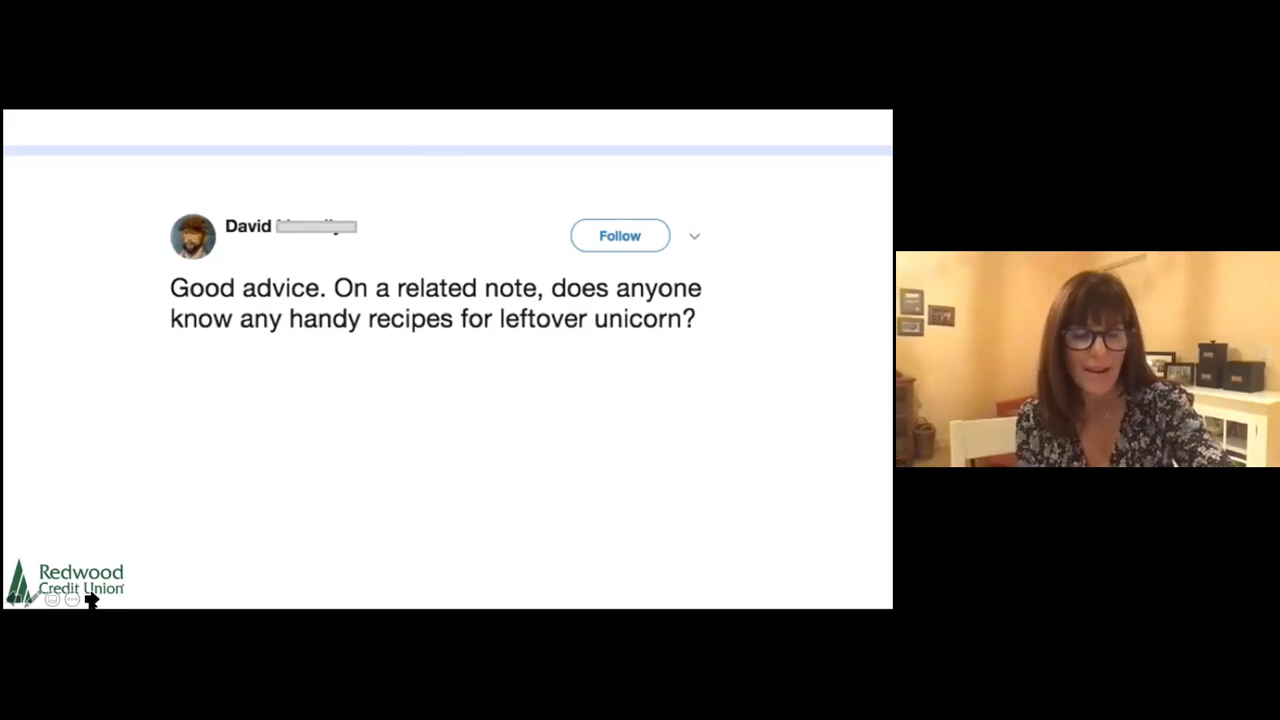 David
Follow
Good advice. On a related note, does anyone
know any handy recipes for leftover unicorn?
Redwood
Credit Union